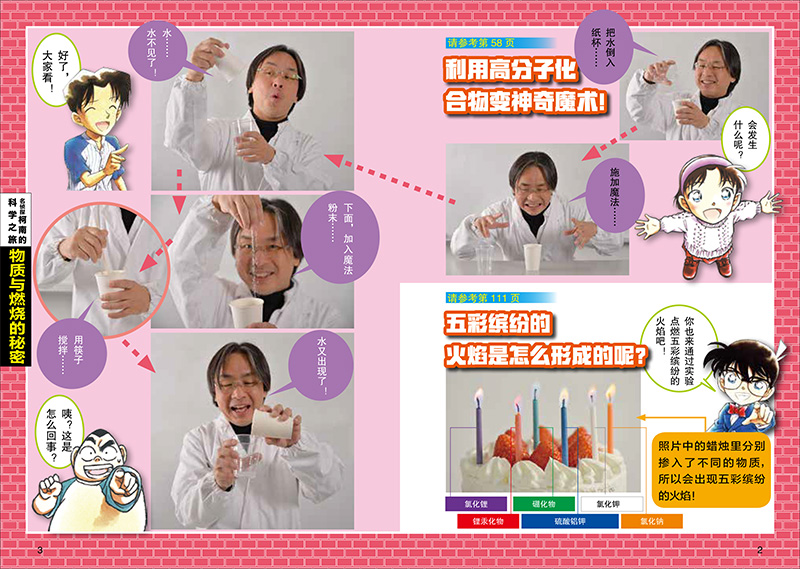 请参考第 58 页
利用高分子化
合物变神奇魔术!
把水倒入
纸杯……
会发生
什么呢?
施加魔法……
水……
水不见了!
好了,
大家看!
下面,加入魔法
粉末……
用筷子
搅拌……
水又出现了!
咦?这是
怎么回事?
名侦探柯南的
科学之旅
物质与燃烧的秘密
请参考第 111 页
五彩缤纷的
火焰是怎么形成的呢?
你也来通过实验
点燃五彩缤纷的
火焰吧!
照片中的蜡烛里分别
掺入了不同的物质,
所以会出现五彩缤纷
的火焰!
氯化锂
硼化物
氯化钾
锂汞化物
硫酸铝钾
氯化钠
3
2